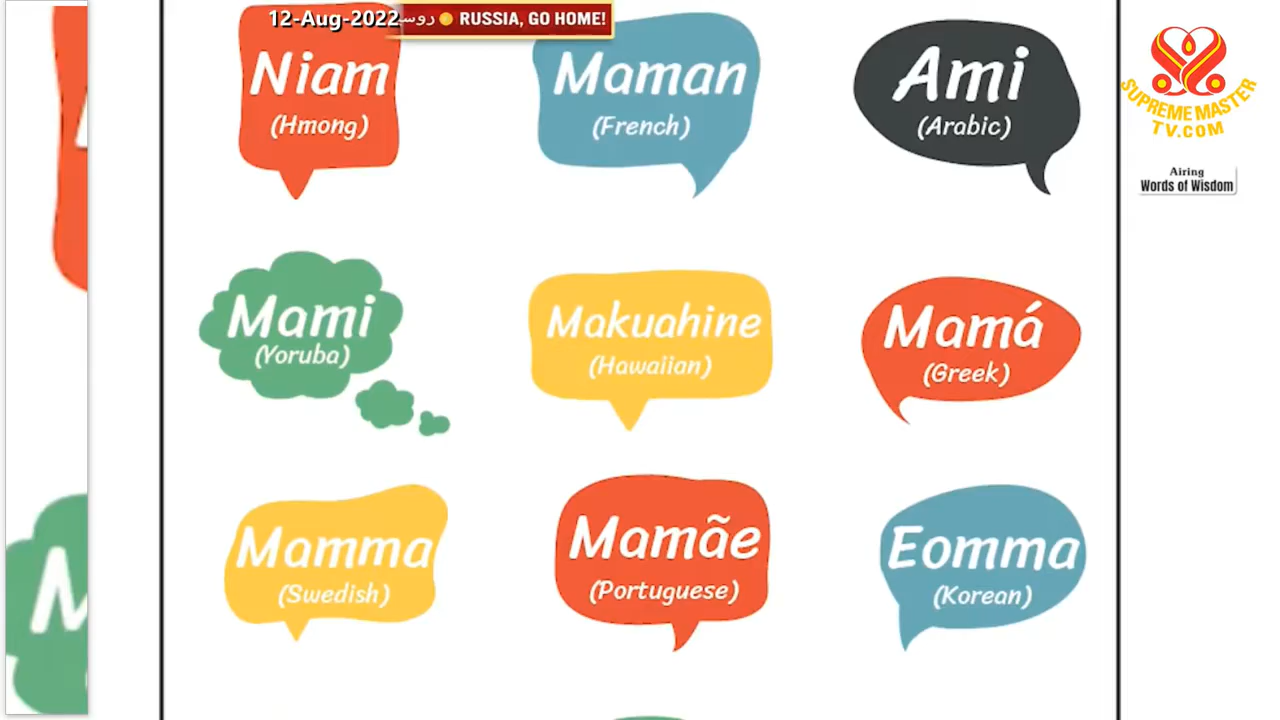 12-Aug-2022
روس
RUSSIA, GO HOME!
Niam
(Hmong)
Maman
(French)
Ami
(Arabic)
SUPREME MASTER
TV.COM
Airing
Words of Wisdom
Mami
(Yoruba)
Makuahine
(Hawaiian)
Mamá
(Greek)
Mamma
(Swedish)
Mamãe
(Portuguese)
Eomma
(Korean)
M